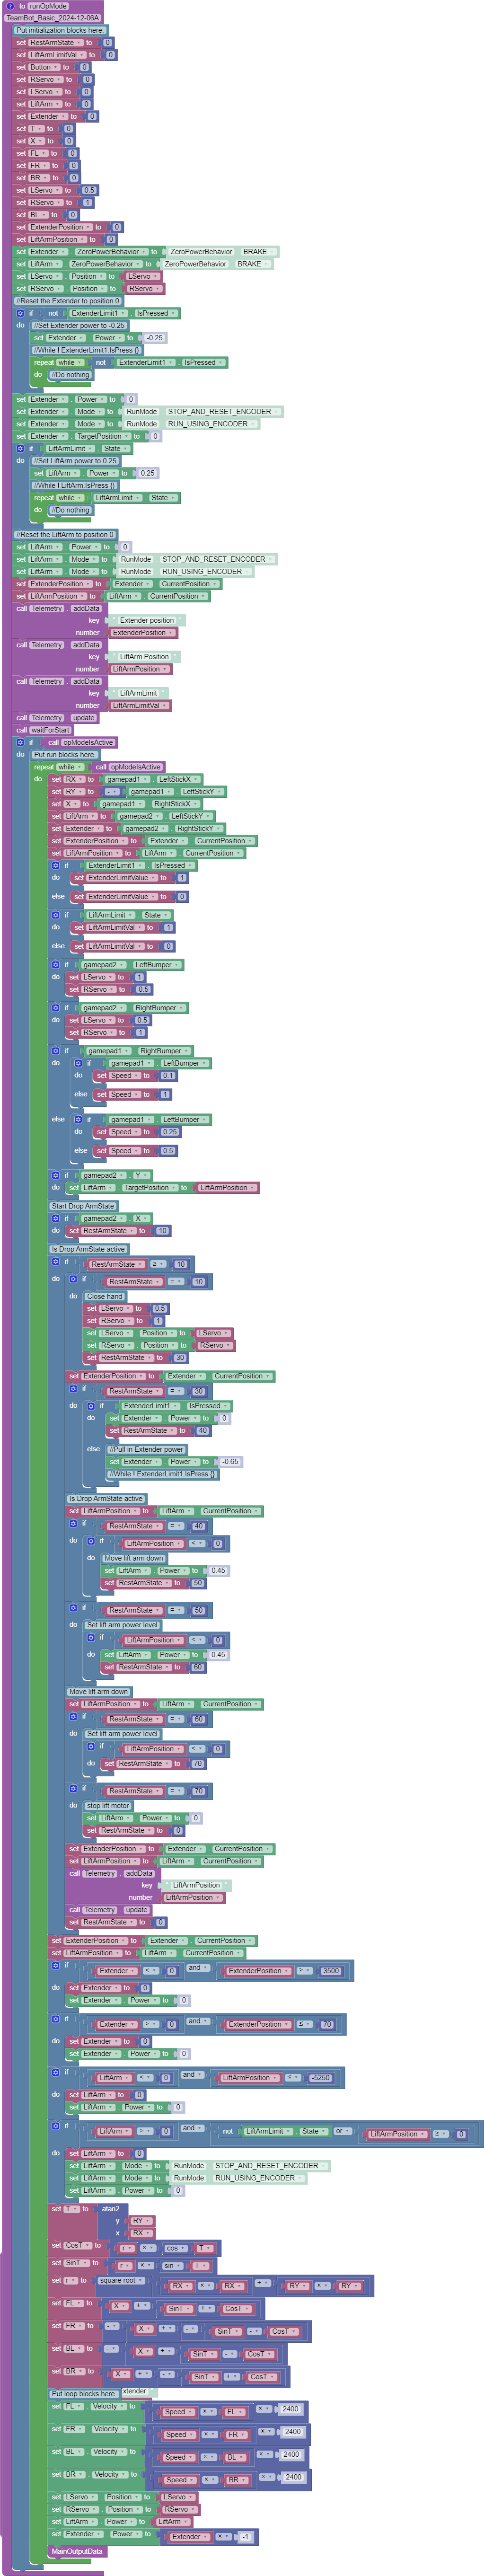 to runOpMode
TeamBot_Basic_2024-12-06A
Put initialization blocks here.
set RestArmState to 0
set LiftArmLimitVal to 0
set Button to 0
set RServo to 0
set LServo to 0
set LiftArm to 0
set Extender to 0
set T to 0
set X to 0
set FL to 0
set FR to 0
set BR to 0
set LServo to 0.5
set RServo to 1
set BL to 0
set ExtenderPosition to 0
set LiftArmPosition to 0
set Extender . ZeroPowerBehavior to ZeroPowerBehavior BRAKE
set LiftArm . ZeroPowerBehavior to ZeroPowerBehavior BRAKE
set LServo . Position to LServo
set RServo . Position to RServo
//Reset the Extender to position 0
if not ExtenderLimit1 . IsPressed
do //Set Extender power to -0.25
set Extender . Power to -0.25
//While ! ExtenderLimit1 IsPress {}
repeat while not ExtenderLimit1 . IsPressed
do //Do nothing
set Extender . Power to 0
set Extender . Mode to RunMode STOP_AND_RESET_ENCODER
set Extender . Mode to RunMode RUN_USING_ENCODER
set Extender . TargetPosition to 0
if LiftArmLimit . State
do //Set LiftArm power to 0.25
set LiftArm . Power to 0.25
//While ! LiftArm.IsPress {}
repeat while LiftArmLimit . State
do //Do nothing
//Reset the LiftArm to position 0
set LiftArm . Power to 0
set LiftArm . Mode to RunMode STOP_AND_RESET_ENCODER
set LiftArm . Mode to RunMode RUN_USING_ENCODER
set ExtenderPosition to Extender . CurrentPosition
set LiftArmPosition to LiftArm . CurrentPosition
call Telemetry . addData
key " Extender position "
number ExtenderPosition
call Telemetry . addData
key " LiftArm Position "
number LiftArmPosition
call Telemetry . addData
key " LiftArmLimit "
number LiftArmLimitVal
call Telemetry . update
call waitForStart
if call opModeIsActive
do Put run blocks here.
repeat while call opModeIsActive
do set RX to gamepad1 . LeftStickX
set RY to - gamepad1 . LeftStickY
set X to gamepad1 . RightStickX
set LiftArm to gamepad2 . LeftStickY
set Extender to gamepad2 . RightStickY
set ExtenderPosition to Extender . CurrentPosition
set LiftArmPosition to LiftArm . CurrentPosition
if ExtenderLimit1 . IsPressed
do set ExtenderLimitValue to 1
else set ExtenderLimitValue to 0
if LiftArmLimit . State
do set LiftArmLimitVal to 1
else set LiftArmLimitVal to 0
if gamepad2 . LeftBumper
do set LServo to 1
set RServo to 0.5
if gamepad2 . RightBumper
do set LServo to 0.5
set RServo to 1
if gamepad1 . RightBumper
do if gamepad1 . LeftBumper
do set Speed to 0.1
else set Speed to 1
else if gamepad1 . LeftBumper
do set Speed to 0.25
else set Speed to 0.5
if gamepad2 . Y
do set LiftArm . TargetPosition to LiftArmPosition
Start Drop ArmState
if gamepad2 . X
do set RestArmState to 10
Is Drop ArmState active
if RestArmState ≥ 10
do if RestArmState = 10
do Close hand
set LServo to 0.5
set RServo to 1
set LServo . Position to LServo
set RServo . Position to RServo
set RestArmState to 30
set ExtenderPosition to Extender . CurrentPosition
if RestArmState = 30
do if ExtenderLimit1 . IsPressed
do set Extender . Power to 0
set RestArmState to 40
else //Pull in Extender power
set Extender . Power to -0.65
//While ! ExtenderLimit1 IsPress {}
Is Drop ArmState active
set LiftArmPosition to LiftArm . CurrentPosition
if RestArmState = 40
do if LiftArmPosition < 0
do Move lift arm down
set LiftArm . Power to 0.45
set RestArmState to 50
if RestArmState = 50
do Set lift arm power level
if LiftArmPosition < 0
do set LiftArm . Power to 0.45
set RestArmState to 60
Move lift arm down
set LiftArmPosition to LiftArm . CurrentPosition
if RestArmState = 60
do Set lift arm power level
if LiftArmPosition < 0
do set RestArmState to 70
if RestArmState = 70
do stop lift motor
set LiftArm . Power to 0
set RestArmState to 0
set ExtenderPosition to Extender . CurrentPosition
set LiftArmPosition to LiftArm . CurrentPosition
call Telemetry . addData
key " LiftArmPosition "
number LiftArmPosition
call Telemetry . update
set RestArmState to 0
set ExtenderPosition to Extender . CurrentPosition
set LiftArmPosition to LiftArm . CurrentPosition
if Extender < 0 and ExtenderPosition ≥ 3500
do set Extender to 0
set Extender . Power to 0
if Extender > 0 and ExtenderPosition ≤ 70
do set Extender to 0
set Extender . Power to 0
if LiftArm < 0 and LiftArmPosition ≤ -5250
do set LiftArm to 0
set LiftArm . Power to 0
if LiftArm > 0 and not LiftArmLimit . State or LiftArmPosition ≥ 0
do set LiftArm to 0
set LiftArm . Mode to RunMode STOP_AND_RESET_ENCODER
set LiftArm . Mode to RunMode RUN_USING_ENCODER
set LiftArm . Power to 0
set T to atan2
y RY
x RX
set CosT to r × cos T
set SinT to r × sin T
set r to square root RX × RX + RY × RY
set FL to X + SinT + CosT
set FR to - X + - SinT - CosT
set BL to - X + SinT - CosT
set BR to X + - SinT + CosT
Put loop blocks here. xtender
set FL . Velocity to Speed × FL × 2400
set FR . Velocity to Speed × FR × 2400
set BL . Velocity to Speed × BL × 2400
set BR . Velocity to Speed × BR × 2400
set LServo . Position to LServo
set RServo . Position to RServo
set LiftArm . Power to LiftArm
set Extender . Power to Extender × -1
MainOutputData